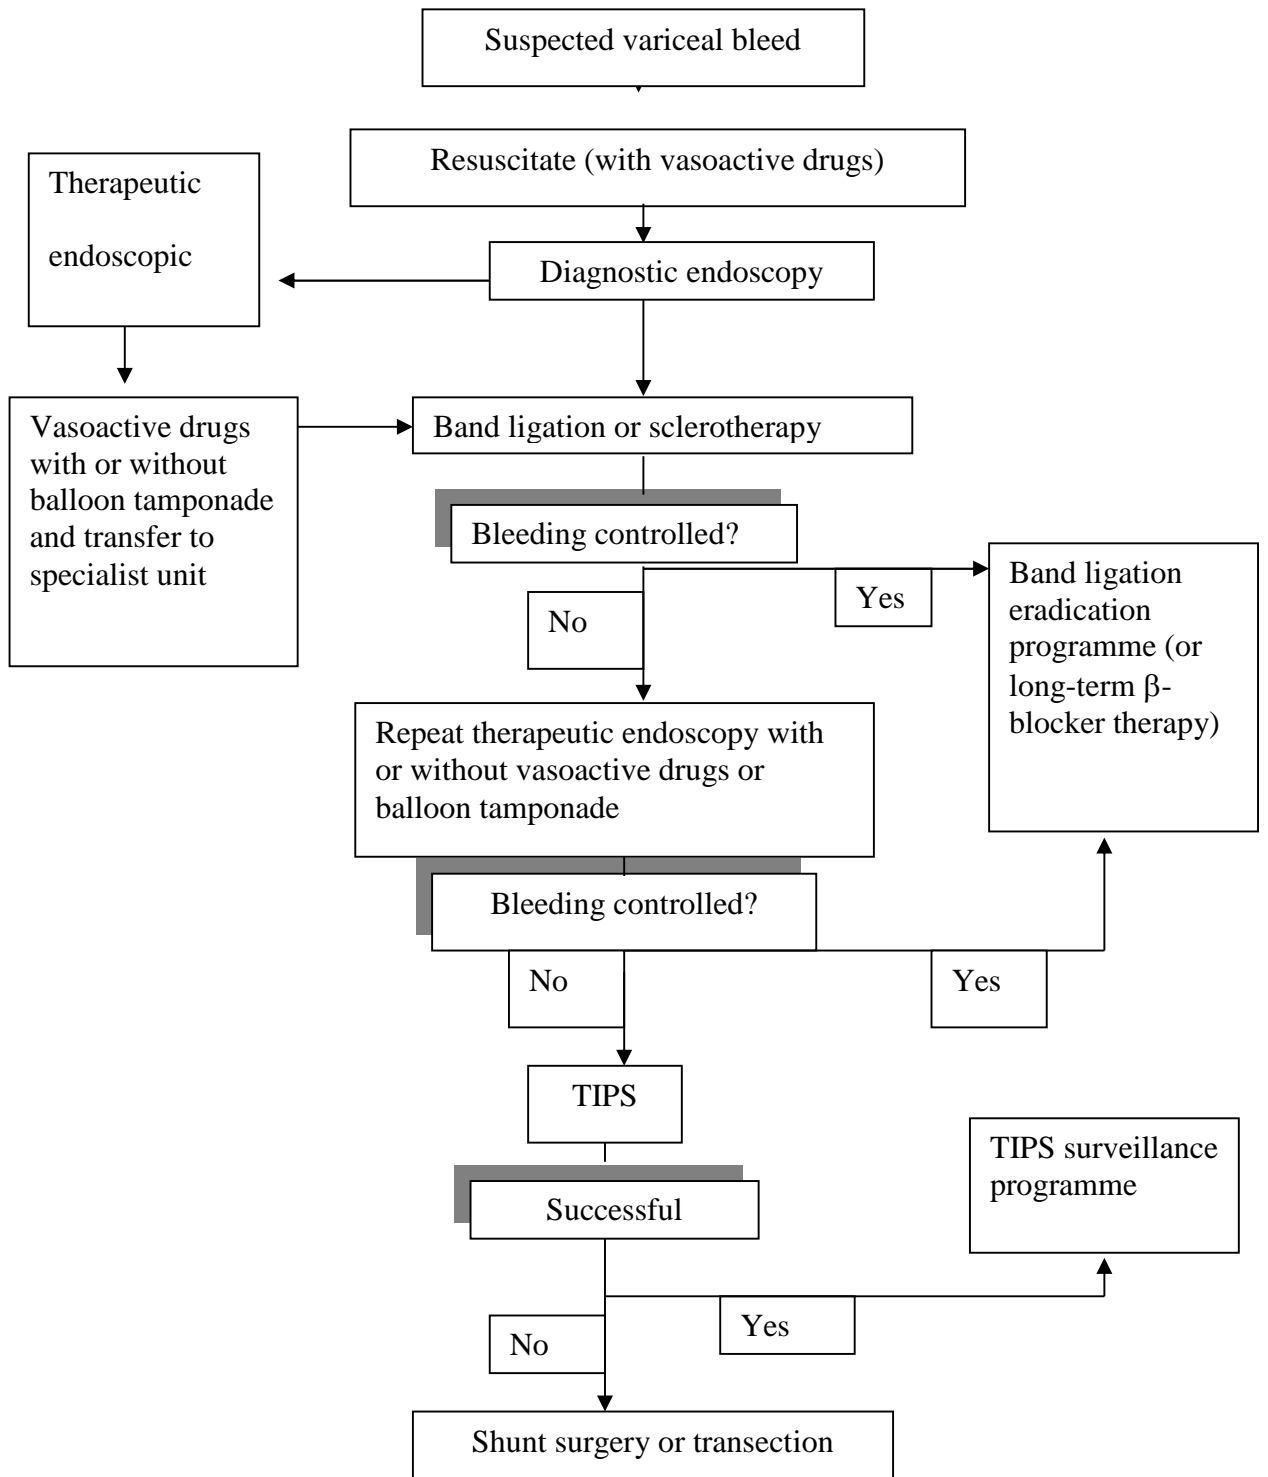 Suspected variceal bleed
Resuscitate (with vasoactive drugs)
Therapeutic
endoscopic
Diagnostic endoscopy
Vasoactive drugs
with or without
balloon tamponade
and transfer to
specialist unit
Band ligation or sclerotherapy
Bleeding controlled?
No
Yes
Band ligation
eradication
programme (or
long-term β-
blocker therapy)
Repeat therapeutic endoscopy with
or without vasoactive drugs or
balloon tamponade
Bleeding controlled?
No
Yes
TIPS
TIPS surveillance
programme
Successful
No
Yes
Shunt surgery or transection